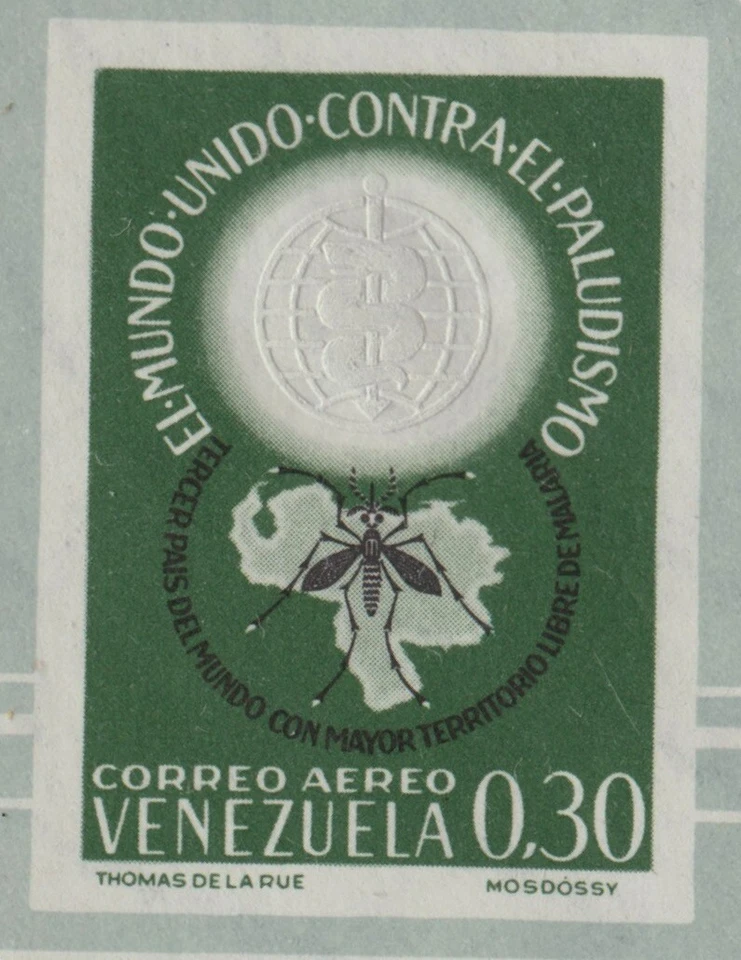 EL·MUNDO·UNIDO·CONTRA·EL·PALUDISMO
TERCER PAIS DEL MUNDO CON MAYOR TERRITORIO LIBRE DE MALARIA
CORREO AEREO
VENEZUELA 0,30
THOMAS DE LA RUE MOSDÓSSY